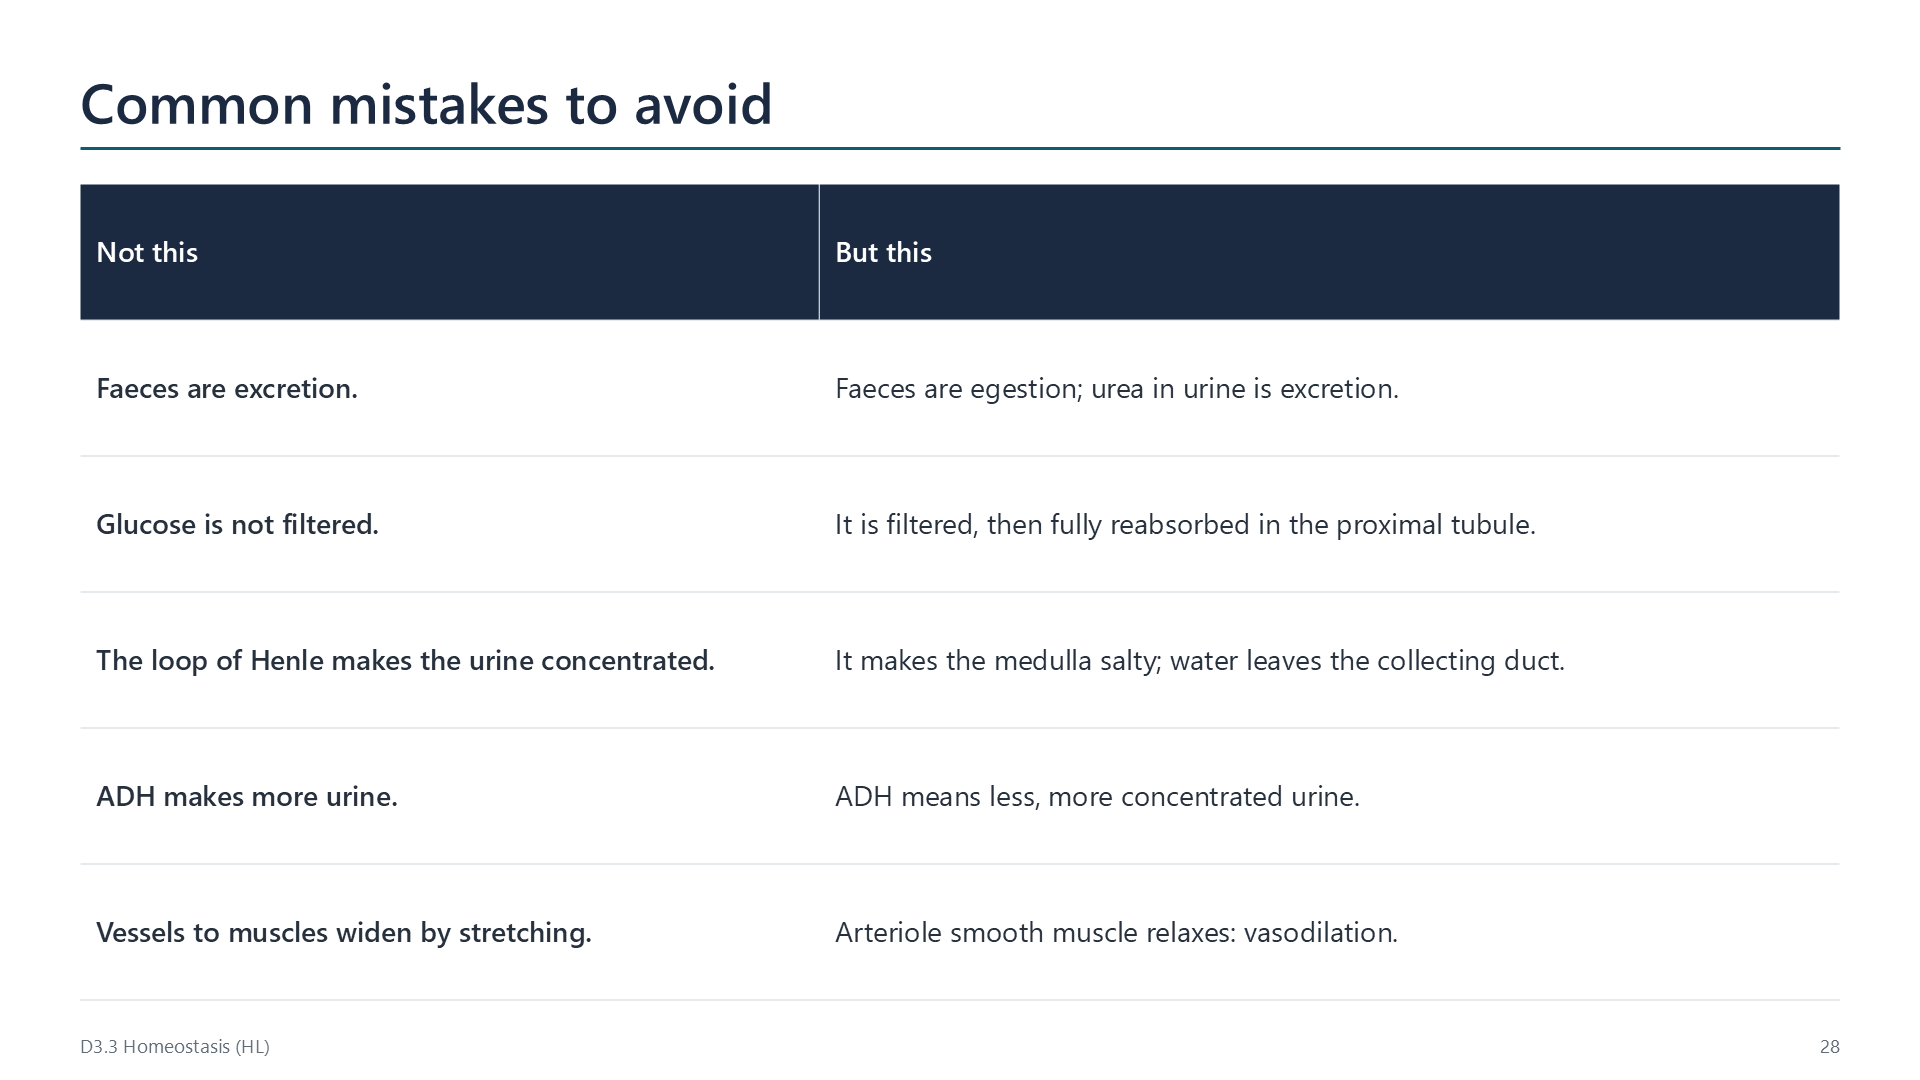 Common mistakes to avoid
Not this
But this
Faeces are excretion.
Faeces are egestion; urea in urine is excretion.
Glucose is not filtered.
It is filtered, then fully reabsorbed in the proximal tubule.
The loop of Henle makes the urine concentrated.
It makes the medulla salty; water leaves the collecting duct.
ADH makes more urine.
ADH means less, more concentrated urine.
Vessels to muscles widen by stretching.
Arteriole smooth muscle relaxes: vasodilation.
D3.3 Homeostasis (HL)
28